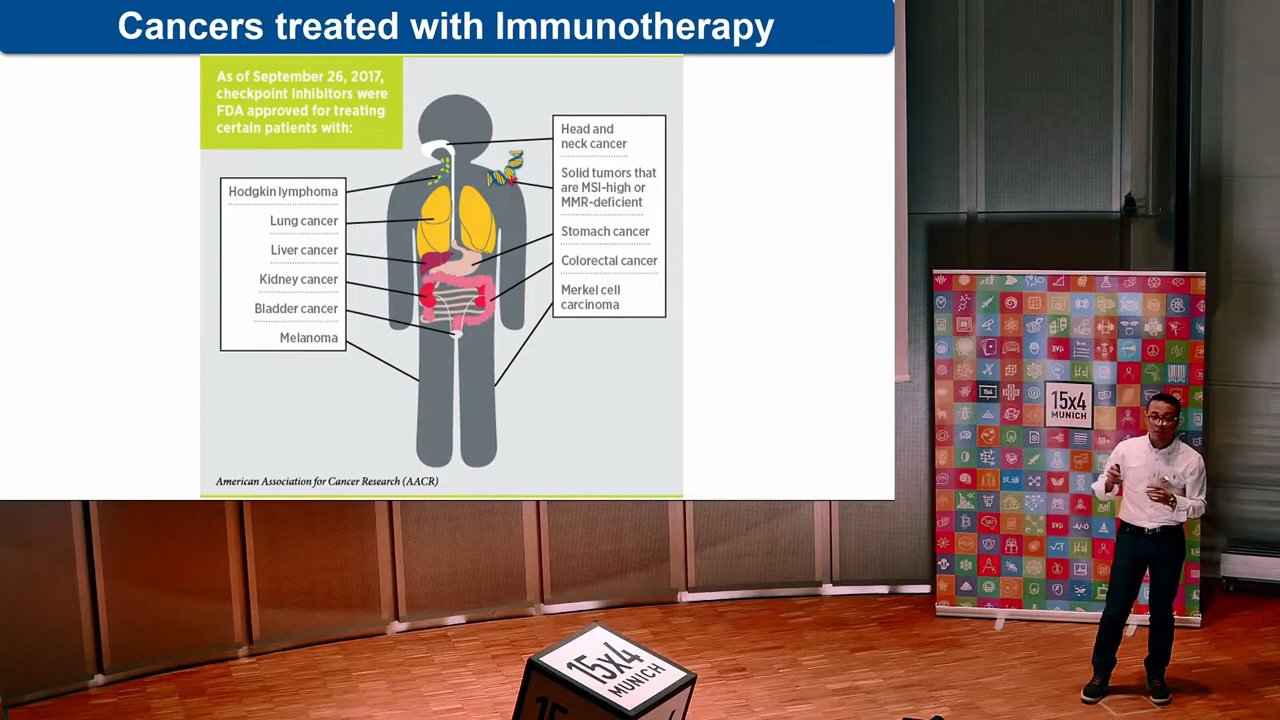 Cancers treated with Immunotherapy
As of September 26, 2017,
checkpoint inhibitors were
FDA approved for treating
certain patients with:
Hodgkin lymphoma
Lung cancer
Liver cancer
Kidney cancer
Bladder cancer
Melanoma
Head and
neck cancer
Solid tumors that
are MSI-high or
MMR-deficient
Stomach cancer
Colorectal cancer
Merkel cell
carcinoma
American Association for Cancer Research (AACR)
15x4
MUNICH
15x4
MUNICH